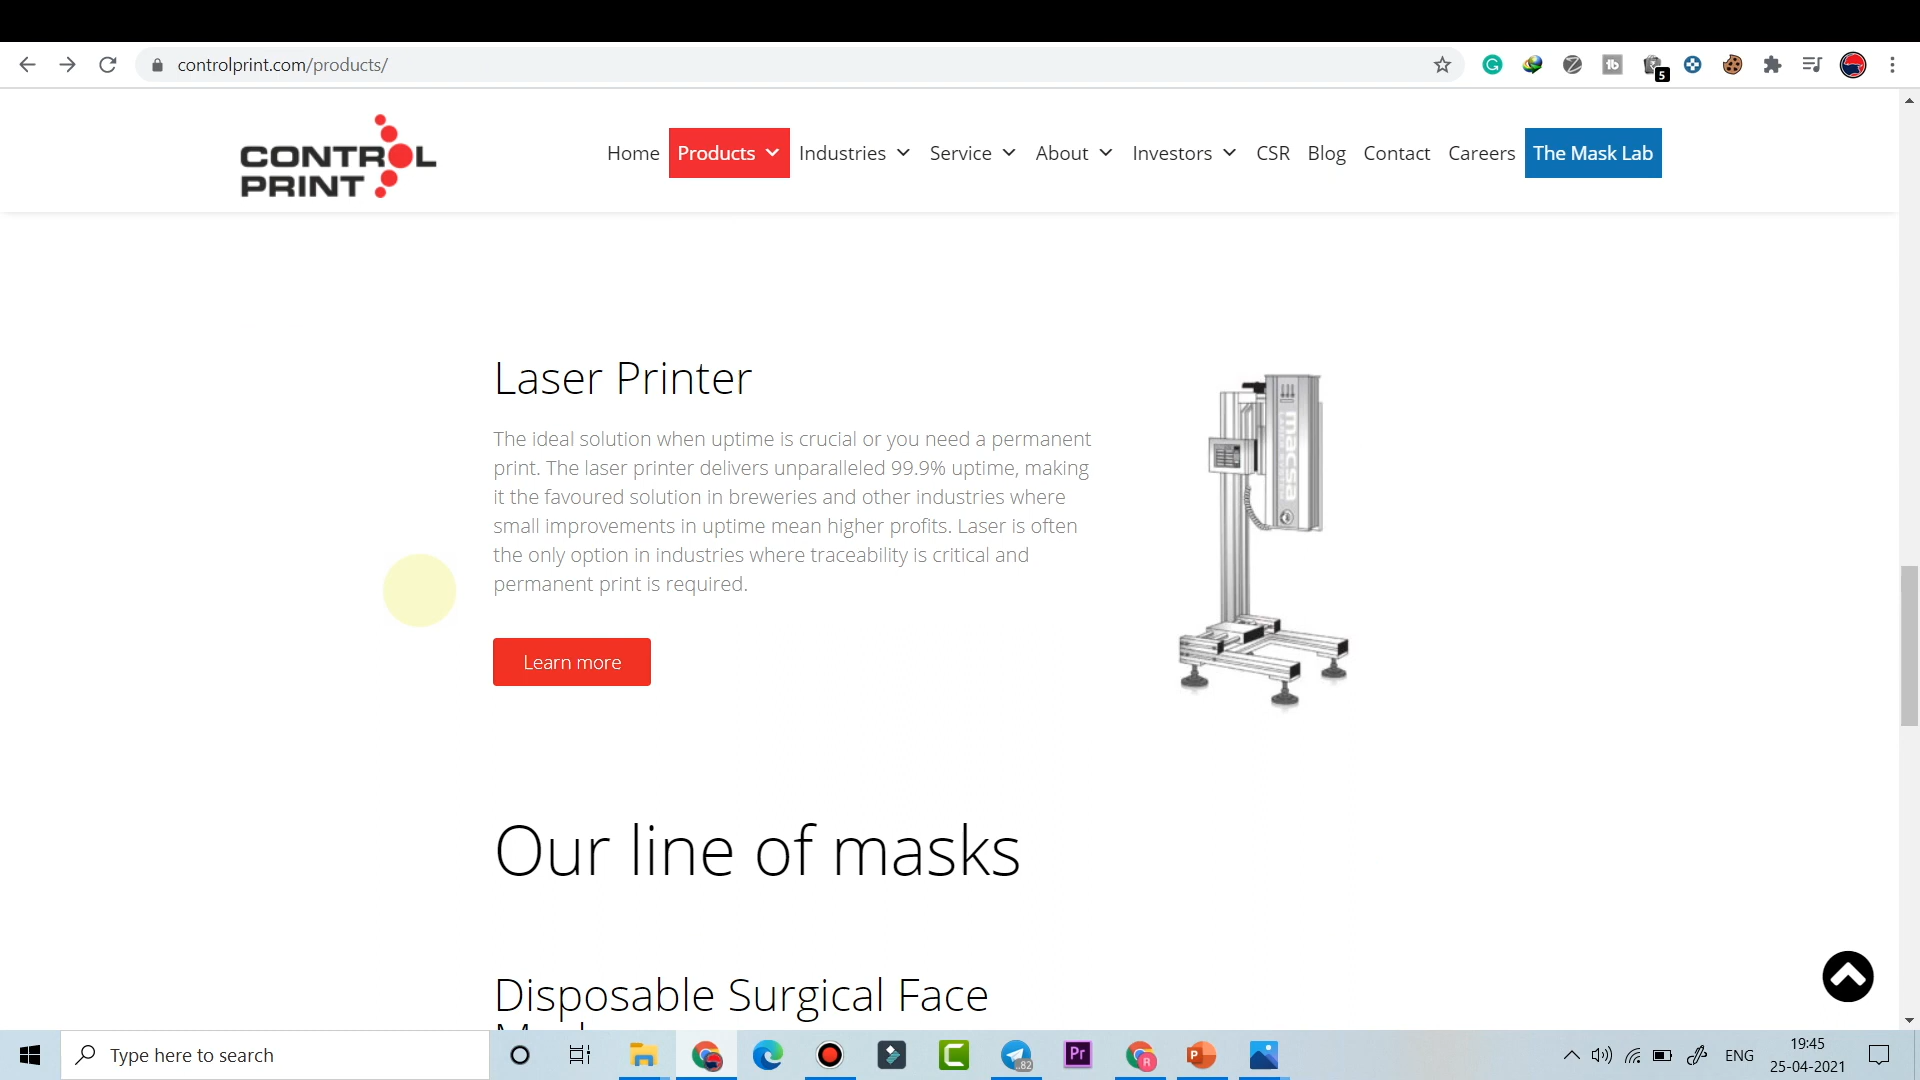 controlprint.com/products/
5
CONTROL
PRINT
Home
Products
Industries
Service
About
Investors
CSR
Blog
Contact
Careers
The Mask Lab
Laser Printer
The ideal solution when uptime is crucial or you need a permanent
print. The laser printer delivers unparalleled 99.9% uptime, making
it the favoured solution in breweries and other industries where
small improvements in uptime mean higher profits. Laser is often
the only option in industries where traceability is critical and
permanent print is required.
macsa
Learn more
Our line of masks
Disposable Surgical Face
Type here to search
82
Pr
R
P
ENG
19:45
25-04-2021